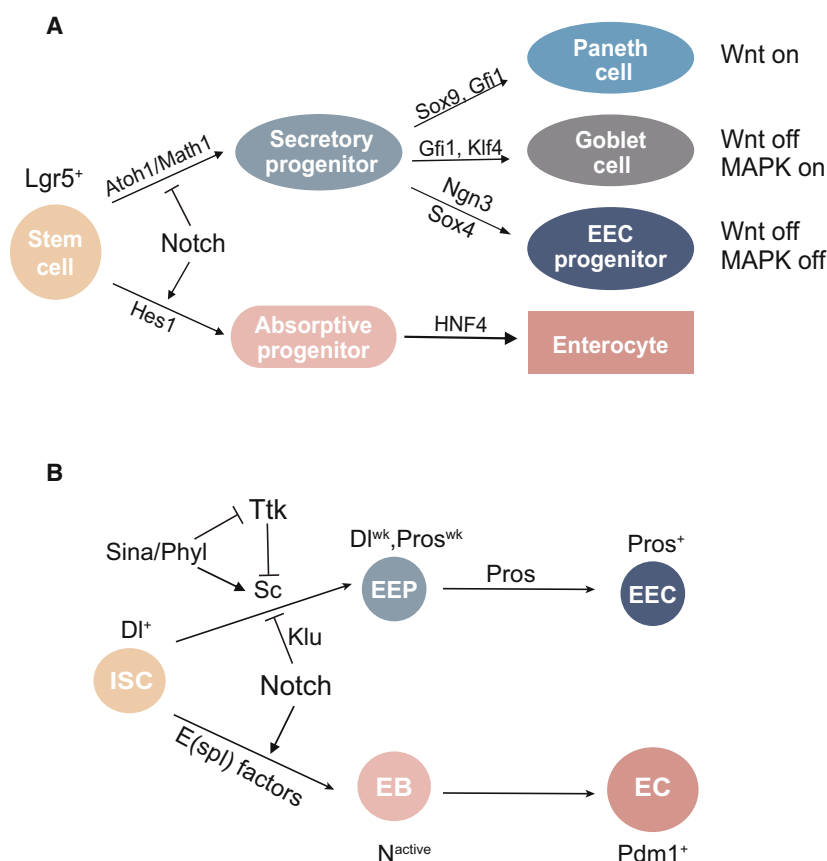 A
Paneth
cell
Wnt on
Sox9, Gfi1
Secretory
progenitor
Gfi1, Klf4
Goblet
cell
Wnt off
MAPK on
Lgr5⁺
Atoh1/Math1
Ngn3
Sox4
Stem
cell
Notch
EEC
progenitor
Wnt off
MAPK off
Hes1
Absorptive
progenitor
HNF4
Enterocyte
B
Ttk
Sina/Phyl
Sc
Dlʷᵏ,Prosʷᵏ
EEP
Pros
Pros⁺
EEC
Dl⁺
ISC
Klu
Notch
E(spl) factors
EB
EC
Nᵃᶜᵗⁱᵛᵉ
Pdm1⁺